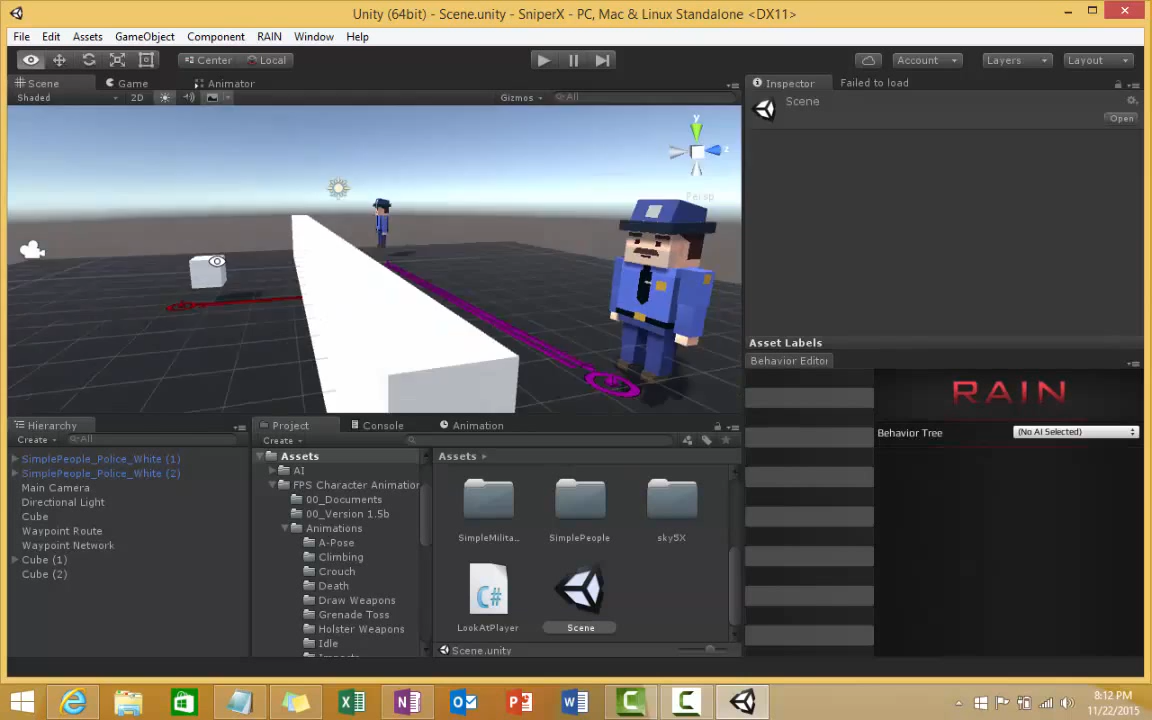 Unity (64bit) - Scene.unity - SniperX - PC, Mac & Linux Standalone <DX11>
File Edit Assets GameObject Component RAIN Window Help
Center Local Account Layers Layout
Scene Game Animator Inspector Failed to load
Shaded 2D Gizmos All
Scene
Open
y
z
Persp
Asset Labels
Behavior Editor
RAIN
Behavior Tree (No AI Selected)
Hierarchy
Create All
SimplePeople_Police_White (1)
SimplePeople_Police_White (2)
Main Camera
Directional Light
Cube
Waypoint Route
Waypoint Network
Cube (1)
Cube (2)
Project Console Animation
Create
Assets
AI
FPS Character Animation
00_Documents
00_Version 1.5b
Animations
A-Pose
Climbing
Crouch
Death
Draw Weapons
Grenade Toss
Holster Weapons
Idle
Assets
SimpleMilita... SimplePeople sky5X
C#
LookAtPlayer Scene
Scene.unity
8:12 PM
11/22/2015